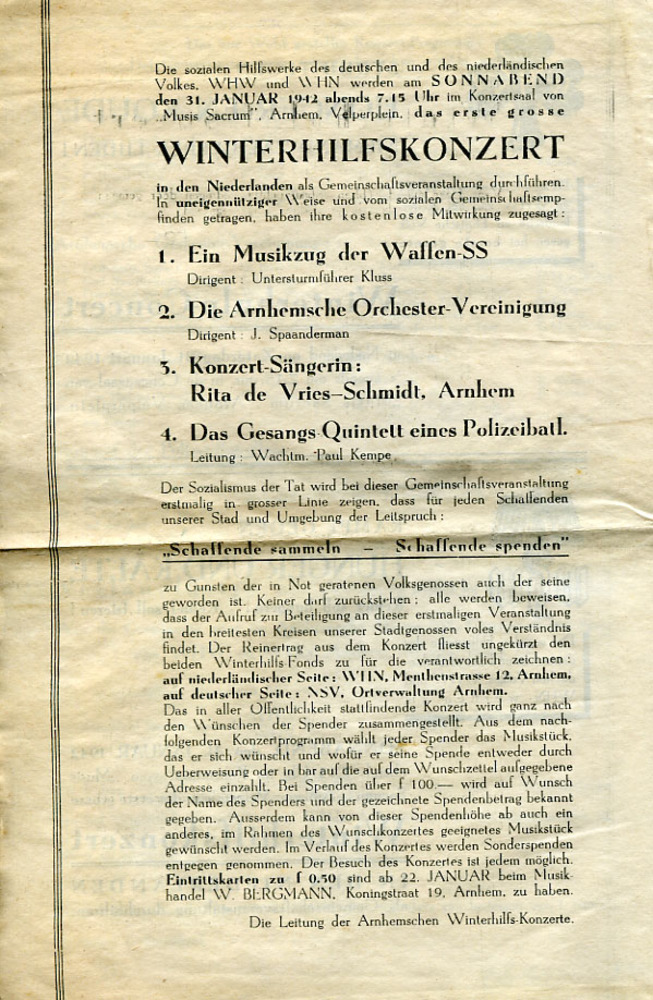 Die sozialen Hilfswerke des deutschen und des niederländischen
Volkes, WHW und WHN werden am SONNABEND
den 31. JANUAR 1942 abends 7.15 Uhr im Konzertsaal von
„Musis Sacrum", Arnhem, Velperplein, das erste grosse
WINTERHILFSKONZERT
in den Niederlanden als Gemeinschaftsveranstaltung durchführen.
In uneigennütziger Weise und vom sozialen Gemeinschaftsemp-
finden getragen, haben ihre kostenlose Mitwirkung zugesagt :
1. Ein Musikzug der Waffen-SS
Dirigent : Untersturmführer Kluss
2. Die Arnhemsche Orchester-Vereinigung
Dirigent : J. Spaanderman
3. Konzert-Sängerin :
Rita de Vries–Schmidt, Arnhem
4. Das Gesangs-Quintett eines Polizeibatl.
Leitung : Wachtm. Paul Kempe
Der Sozialismus der Tat wird bei dieser Gemeinschaftsveranstaltung
erstmalig in grosser Linie zeigen, dass für jeden Schaffenden
unserer Stad und Umgebung der Leitspruch :
„Schaffende sammeln – Schaffende spenden"
zu Gunsten der in Not geratenen Volksgenossen auch der seine
geworden ist. Keiner darf zurückstehen ; alle werden beweisen,
dass der Aufruf zur Beteiligung an dieser erstmaligen Veranstaltung
in den breitesten Kreisen unserer Stadtgenossen voles Verständnis
findet. Der Reinertrag aus dem Konzert fliesst ungekürzt den
beiden Winterhilfs-Fonds zu für die verantwortlich zeichnen :
auf niederländischer Seite : WHN, Menthenstrasse 12, Arnhem,
auf deutscher Seite : NSV, Ortverwaltung Arnhem.
Das in aller Öffentlichkeit stattfindende Konzert wird ganz nach
den Wünschen der Spender zusammengestellt. Aus dem nach-
folgenden Konzertprogramm wählt jeder Spender das Musikstück,
das er sich wünscht und wofür er seine Spende entweder durch
Ueberweisung oder in bar auf die auf dem Wunschzettel aufgegebene
Adresse einzahlt. Bei Spenden über f 100.— wird auf Wunsch
der Name des Spenders und der gezeichnete Spendenbetrag bekannt
gegeben. Ausserdem kann von dieser Spendenhöhe ab auch ein
anderes, im Rahmen des Wunschkonzertes geeignetes Musikstück
gewünscht werden. Im Verlauf des Konzertes werden Sonderspenden
entgegen genommen. Der Besuch des Konzertes ist jedem möglich.
Eintrittskarten zu f 0.50 sind ab 22. JANUAR beim Musik-
handel W. BERGMANN, Koningstraat 19, Arnhem, zu haben.
Die Leitung der Arnhemschen Winterhilfs-Konzerte.